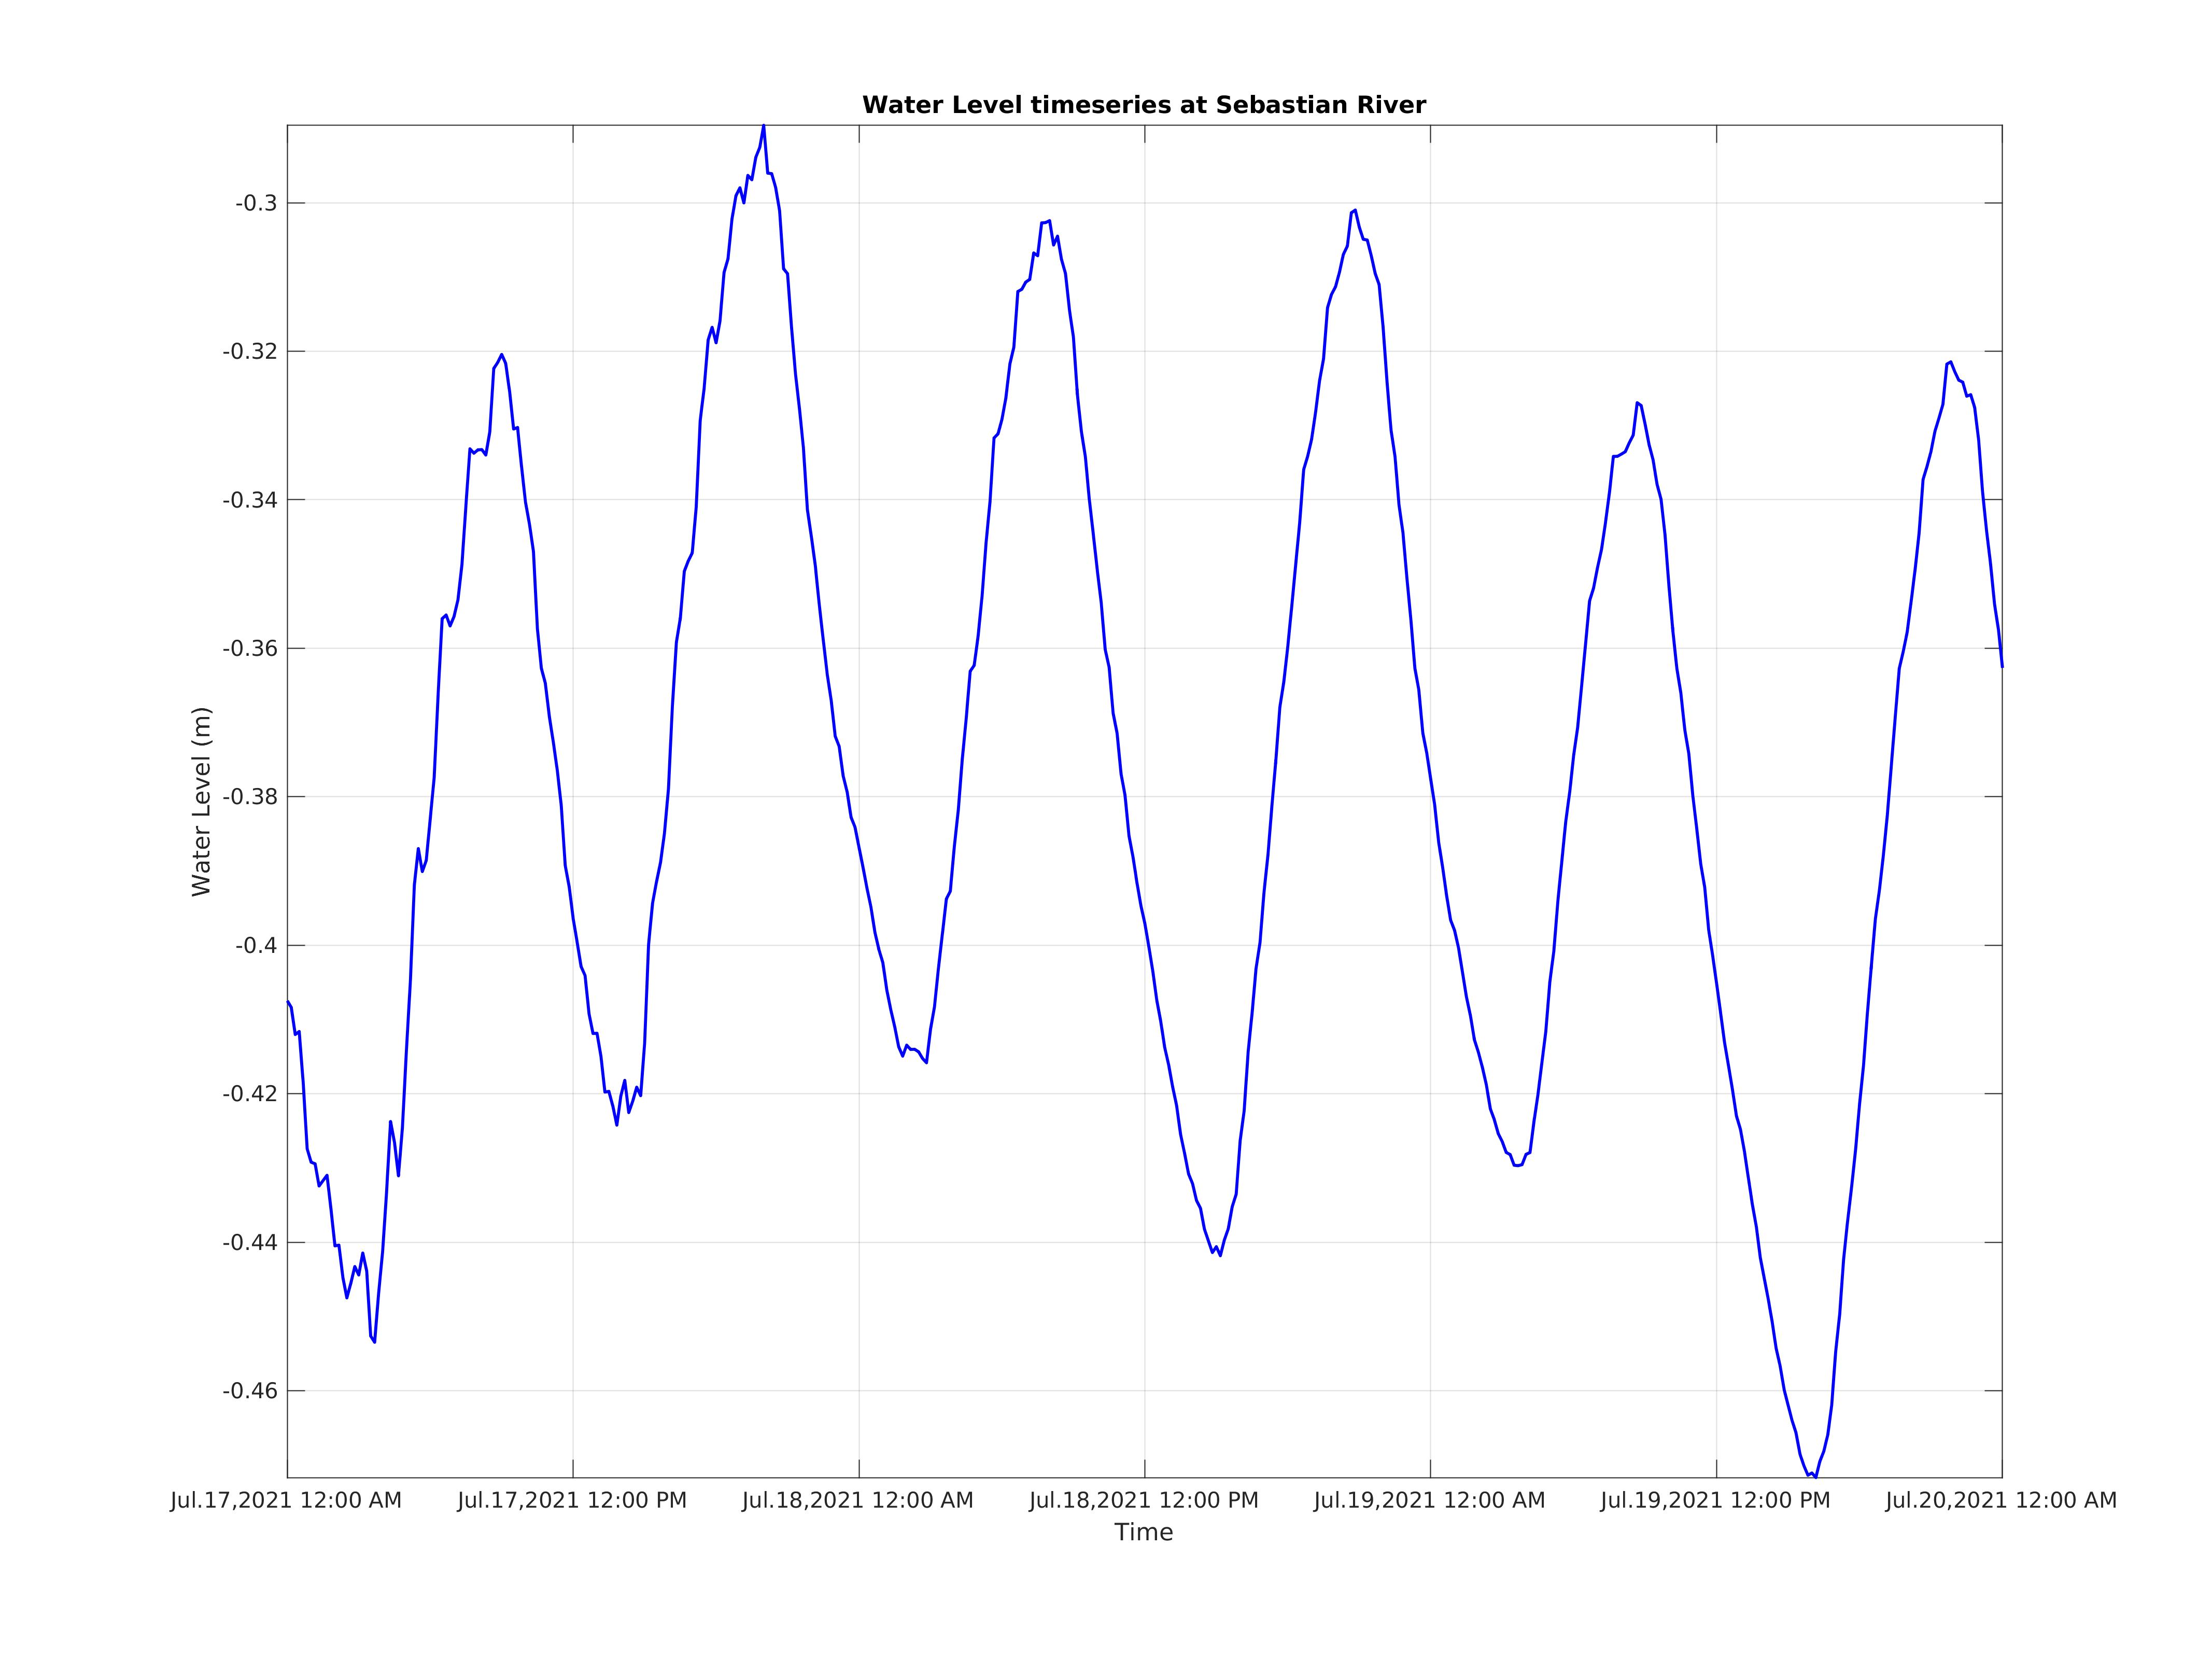 Water Level timeseries at Sebastian River
-0.3
-0.32
-0.34
-0.36
-0.38
-0.4
-0.42
-0.44
-0.46
Water Level (m)
Jul.17,2021 12:00 AM Jul.17,2021 12:00 PM Jul.18,2021 12:00 AM Jul.18,2021 12:00 PM Jul.19,2021 12:00 AM Jul.19,2021 12:00 PM Jul.20,2021 12:00 AM
Time